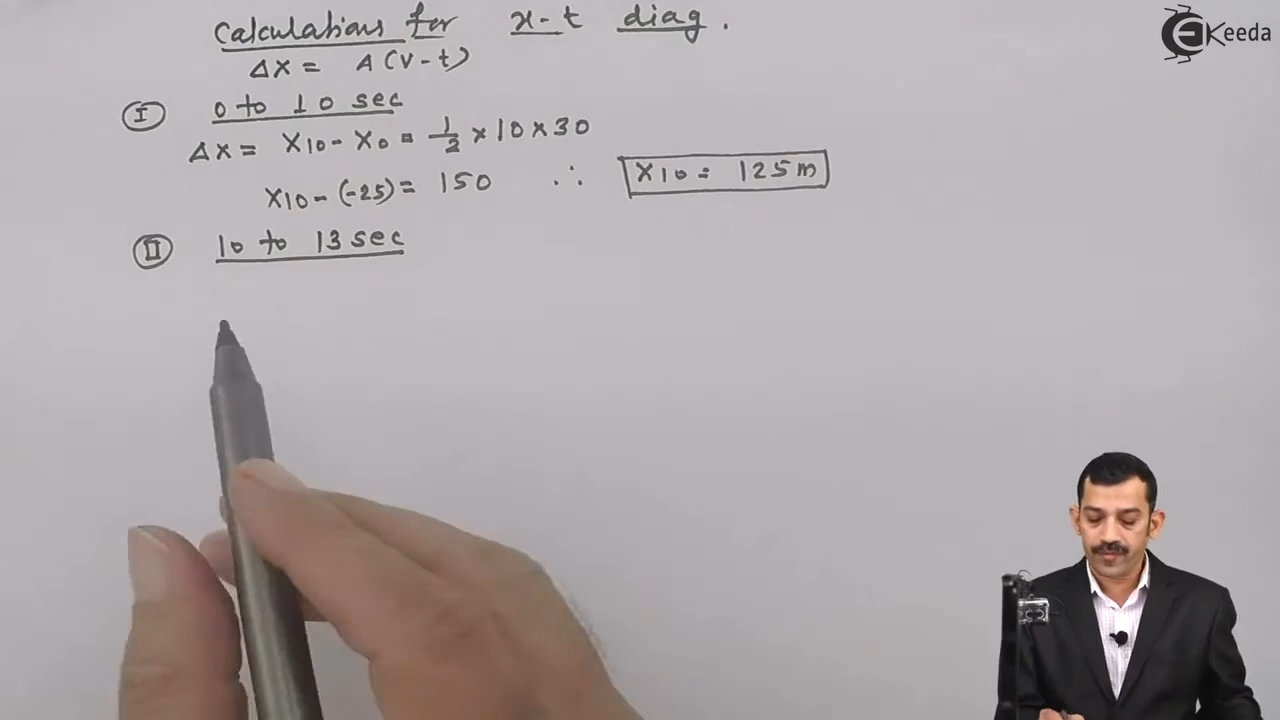 Calculations for x-t diag.
ΔX = A(V-t)
I 0 to 10 sec
ΔX = X10 - X0 = 1/2 × 10 × 30
X10 - (-25) = 150 ∴ X10 = 125m
II 10 to 13 sec
EKeeda